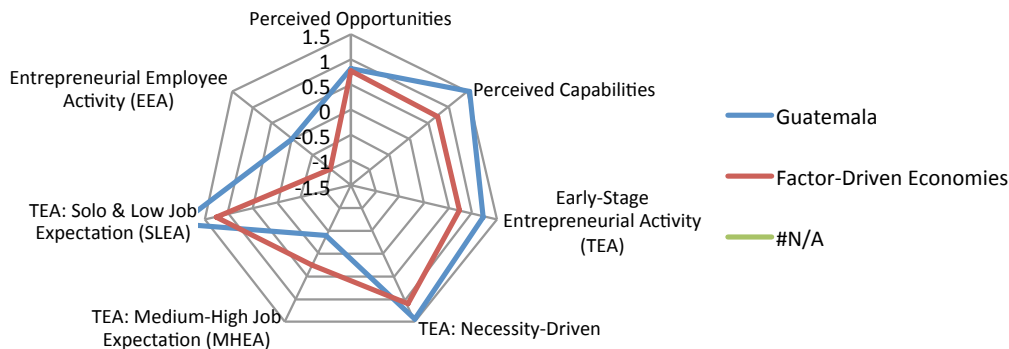 Perceived Opportunities
1.5
1
0.5
0
-0.5
-1
-1.5
Perceived Capabilities
Early-Stage
Entrepreneurial Activity
(TEA)
TEA: Necessity-Driven
TEA: Medium-High Job
Expectation (MHEA)
TEA: Solo & Low Job
Expectation (SLEA)
Entrepreneurial Employee
Activity (EEA)
Guatemala
Factor-Driven Economies
#N/A